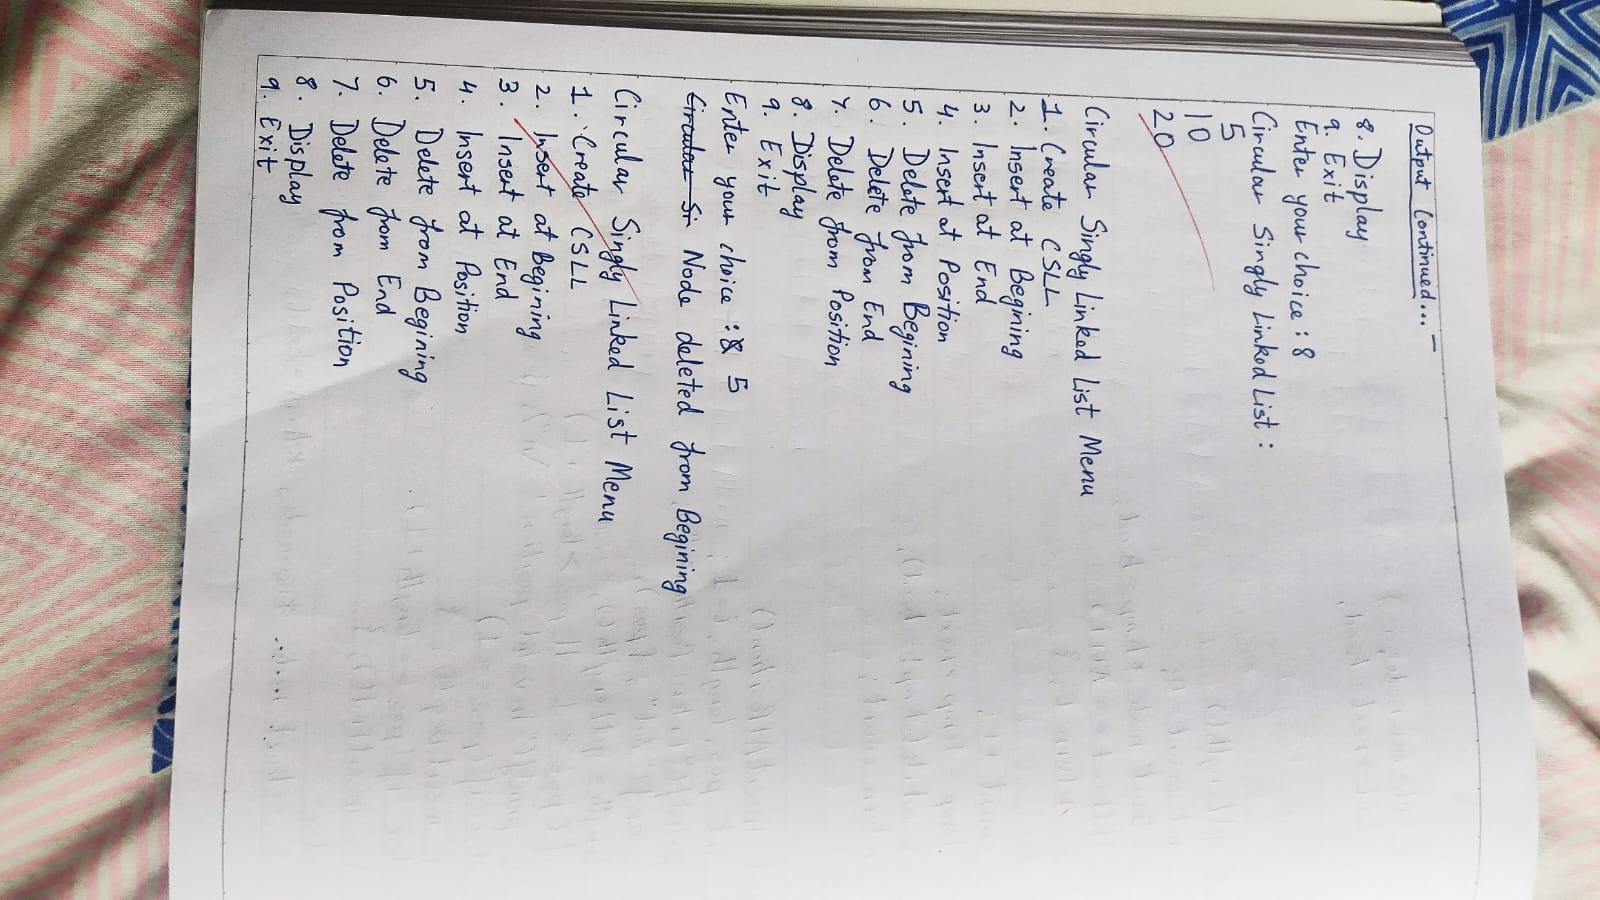 Output Continued... -
8. Display
9. Exit
Enter your choice : 8
Circular Singly Linked List :
5
10
20
Circular Singly Linked List Menu
1. Create CSLL
2. Insert at Begining
3. Insert at End
4. Insert at Position
5. Delete from Begining
6. Delete from End
7. Delete from Position
8. Display
9. Exit
Enter your choice : 5
Circular Si Node deleted from Begining
Circular Singly Linked List Menu
1. Create CSLL
2. Insert at Begining
3. Insert at End
4. Insert at Position
5. Delete from Begining
6. Delete from End
7. Delete from Position
8. Display
9. Exit